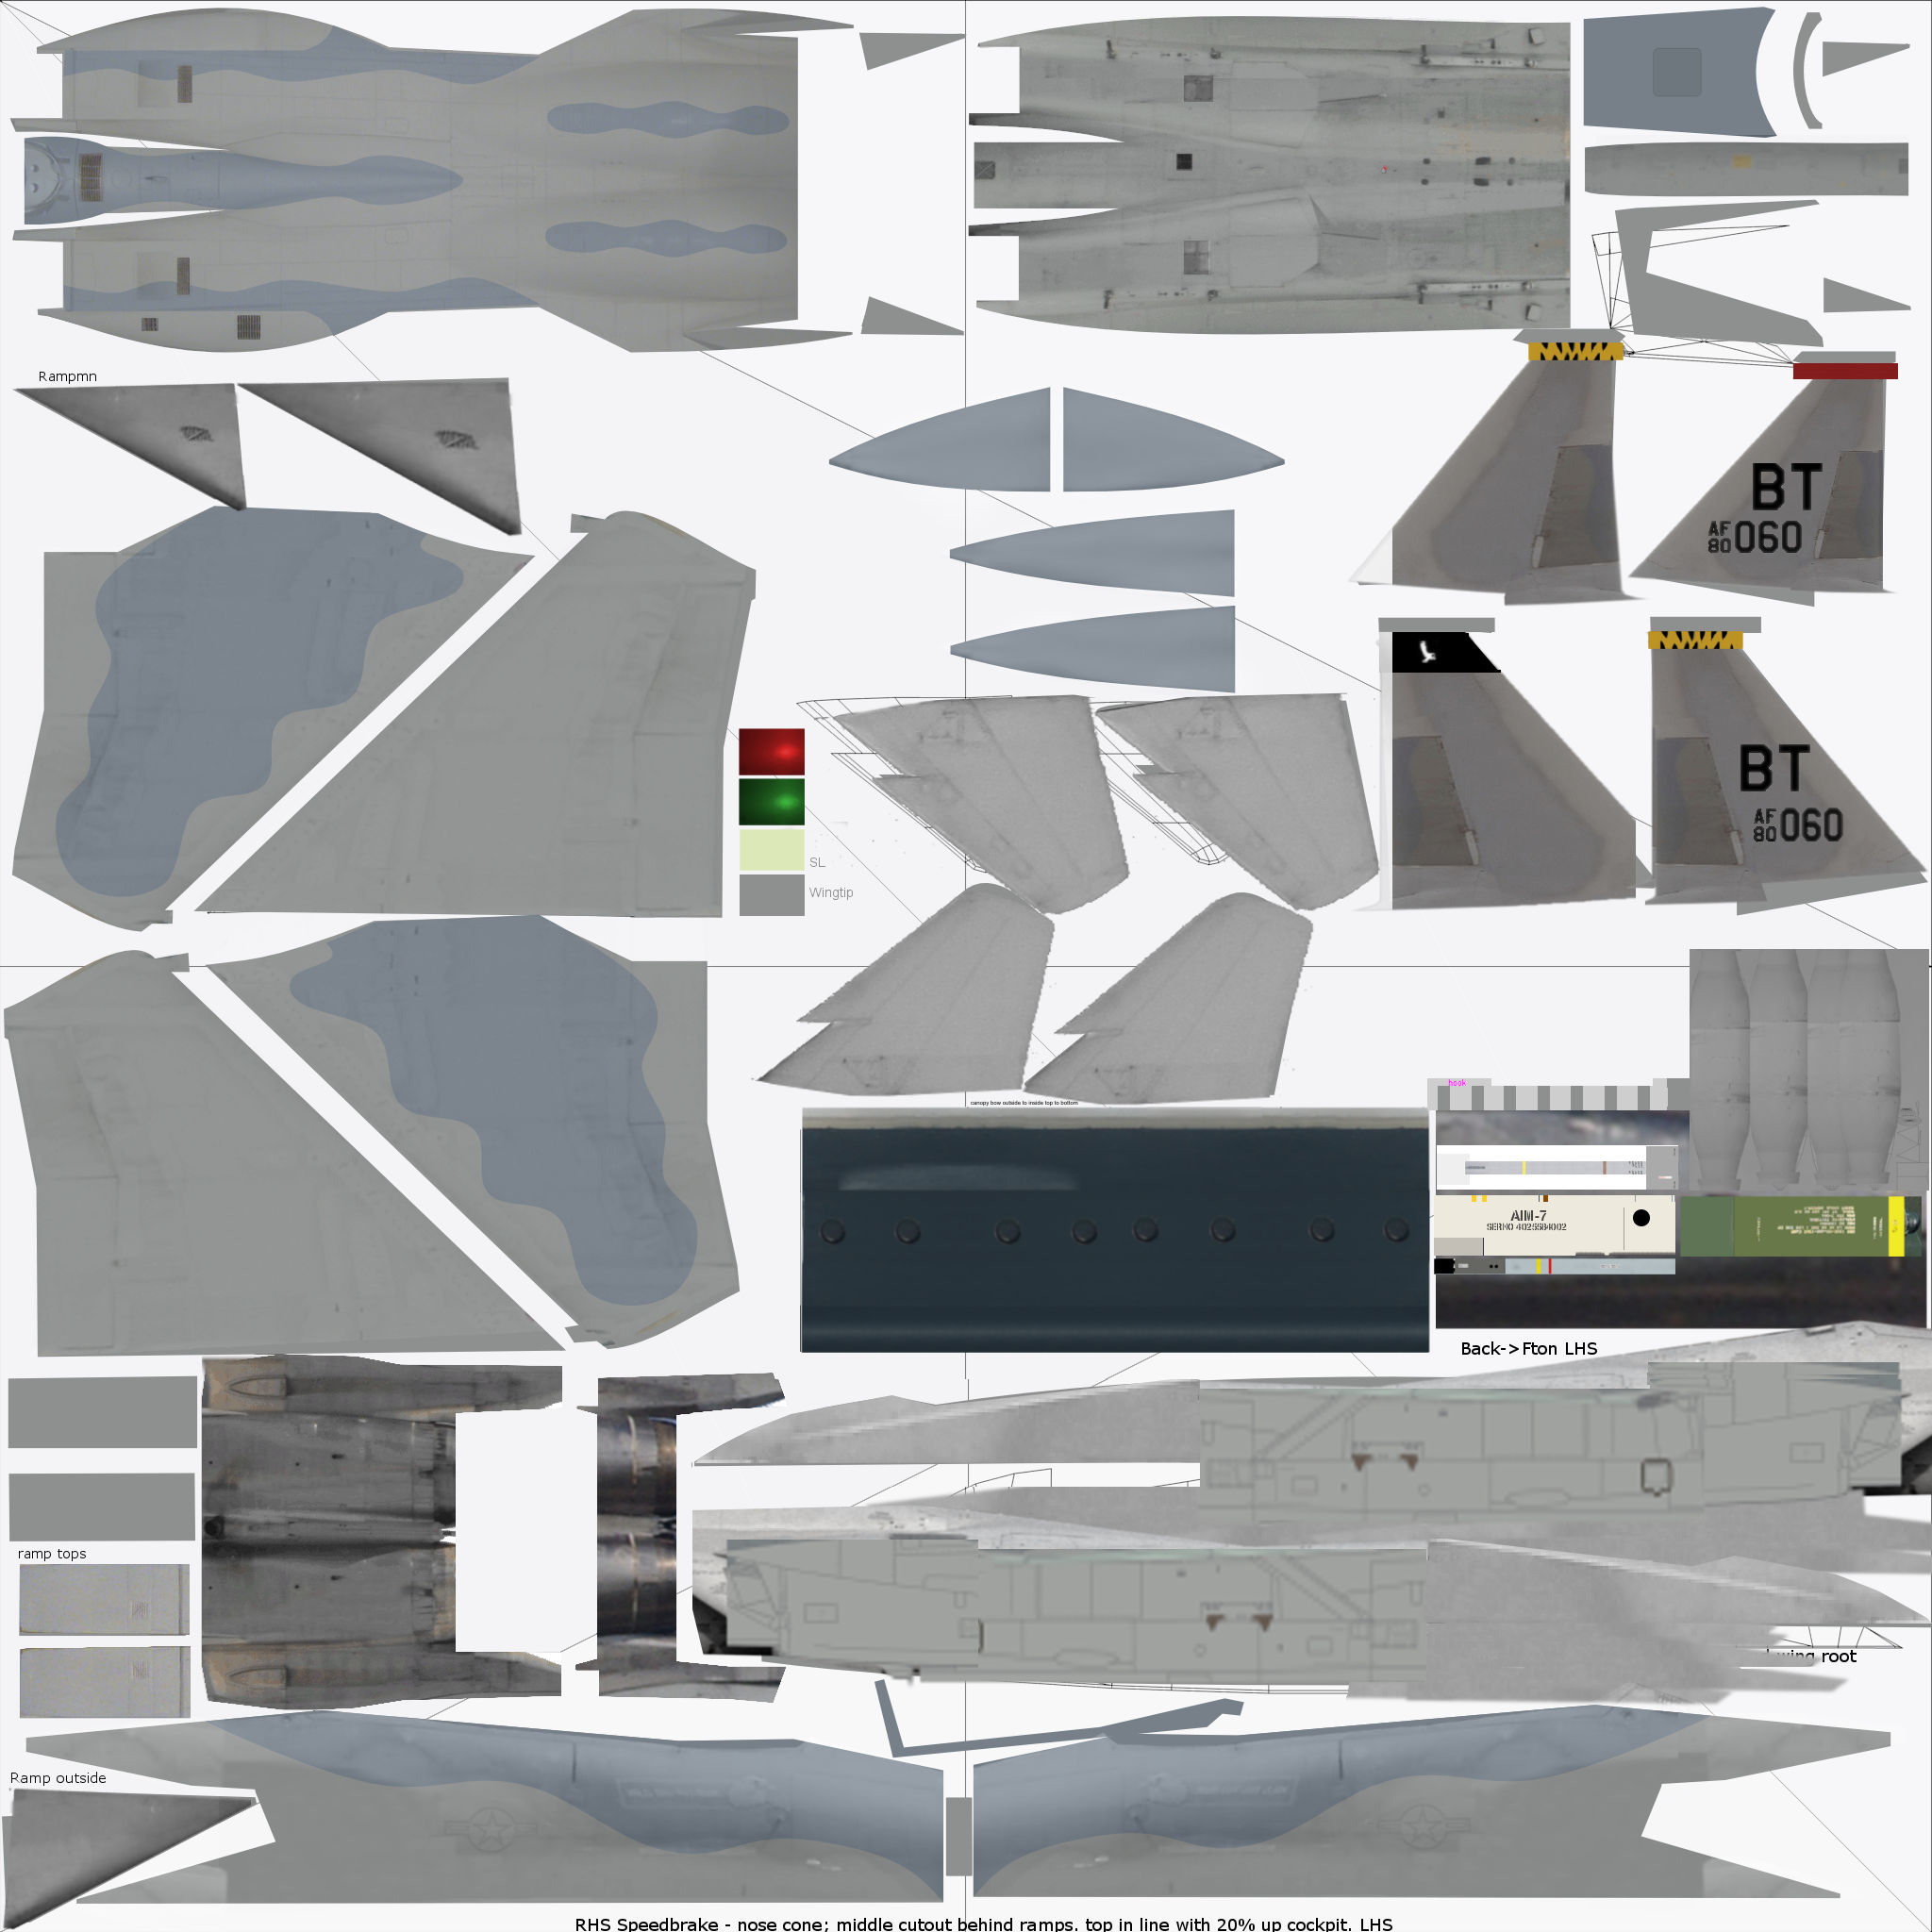 Rampmn
BT
AF
80 060
BT
AF
80 060
SL
Wingtip
canopy bow outside to inside top to bottom
hook
AIM-7
SERNO 4025584002
Back->Fton LHS
ramp tops
wing root
Ramp outside
RHS Speedbrake - nose cone; middle cutout behind ramps. top in line with 20% up cockpit. LHS